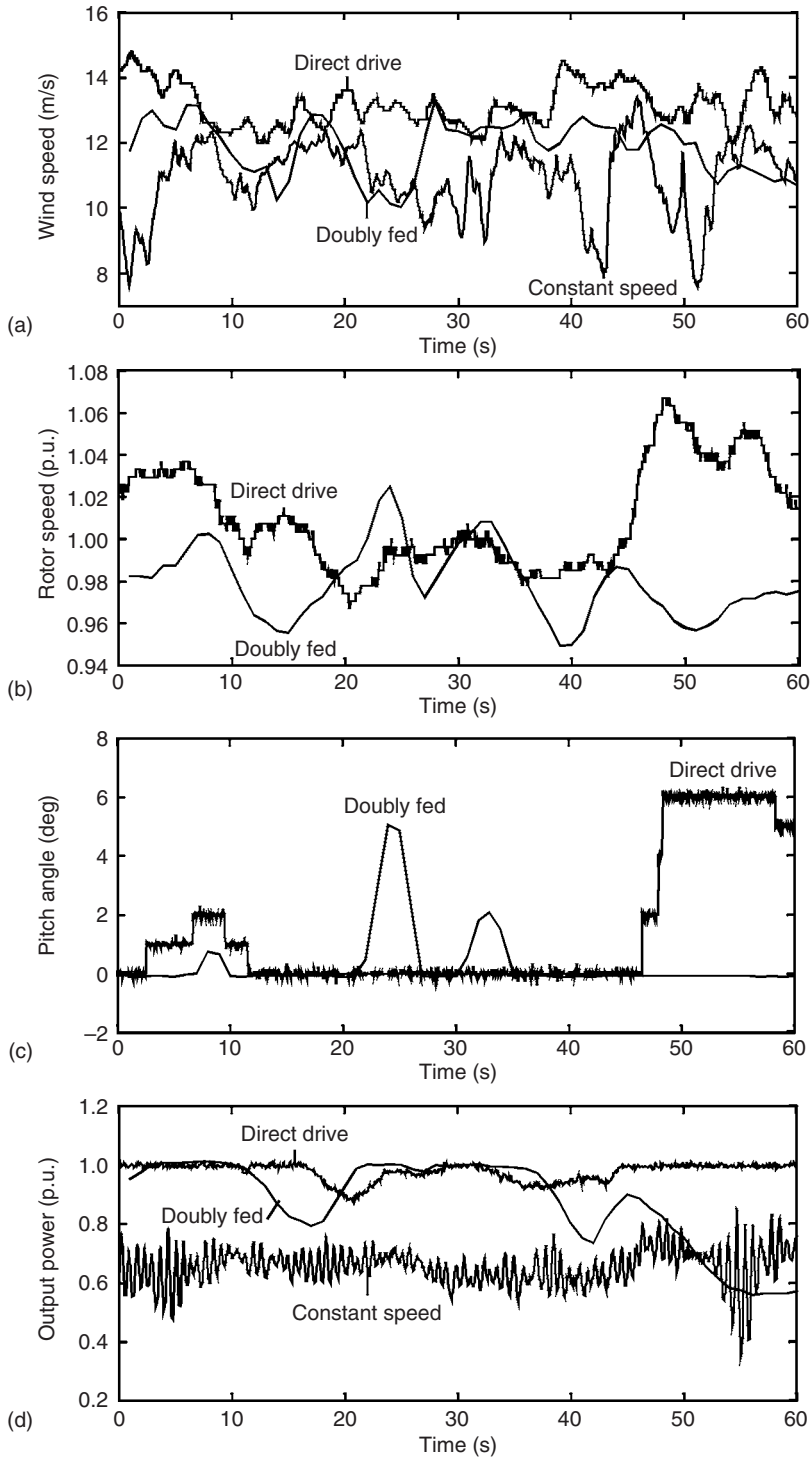 16
14
12
10
8
Wind speed (m/s)
Direct drive
Doubly fed
Constant speed
0 10 20 30 40 50 60
Time (s)
(a)
1.08
1.06
1.04
1.02
1.00
0.98
0.96
0.94
Rotor speed (p.u.)
Direct drive
Doubly fed
0 10 20 30 40 50 60
Time (s)
(b)
8
6
4
2
0
−2
Pitch angle (deg)
Direct drive
Doubly fed
0 10 20 30 40 50 60
Time (s)
(c)
1.2
1.0
0.8
0.6
0.4
0.2
Output power (p.u.)
Direct drive
Doubly fed
Constant speed
0 10 20 30 40 50 60
Time (s)
(d)